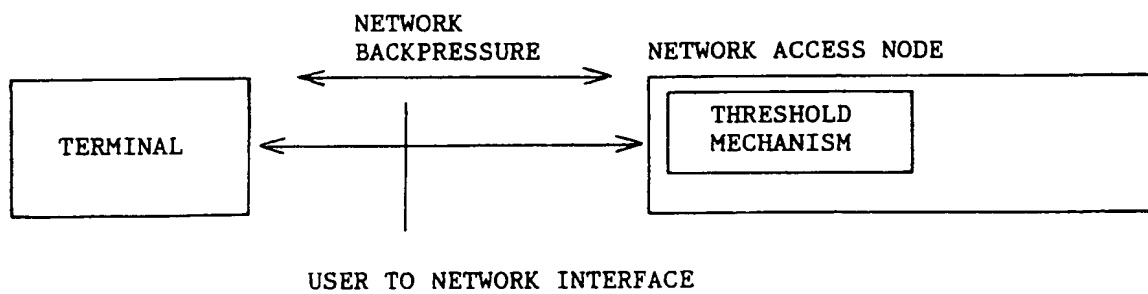 NETWORK
BACKPRESSURE
NETWORK ACCESS NODE
TERMINAL
THRESHOLD
MECHANISM
USER TO NETWORK INTERFACE